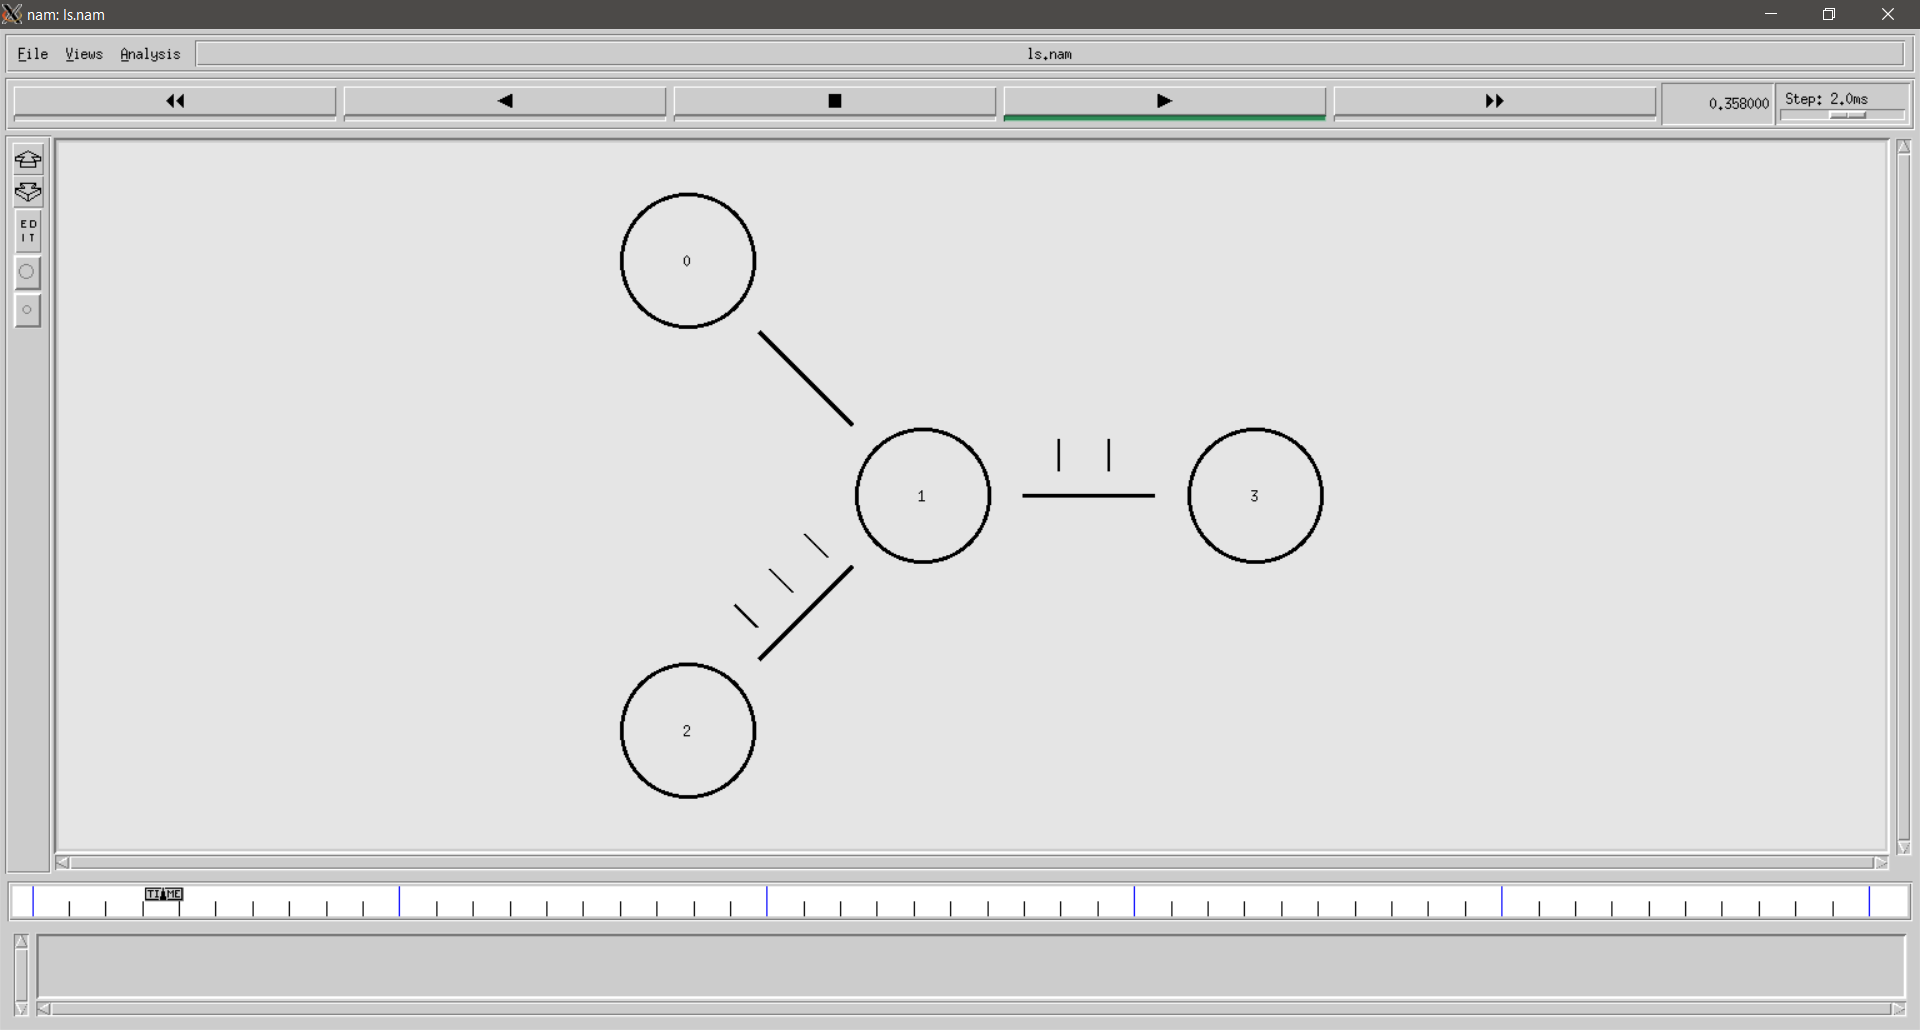 nam: ls.nam
File Views Analysis ls.nam
0.358000 Step: 2.0ms
ED
IT
0
1
3
2
TIME